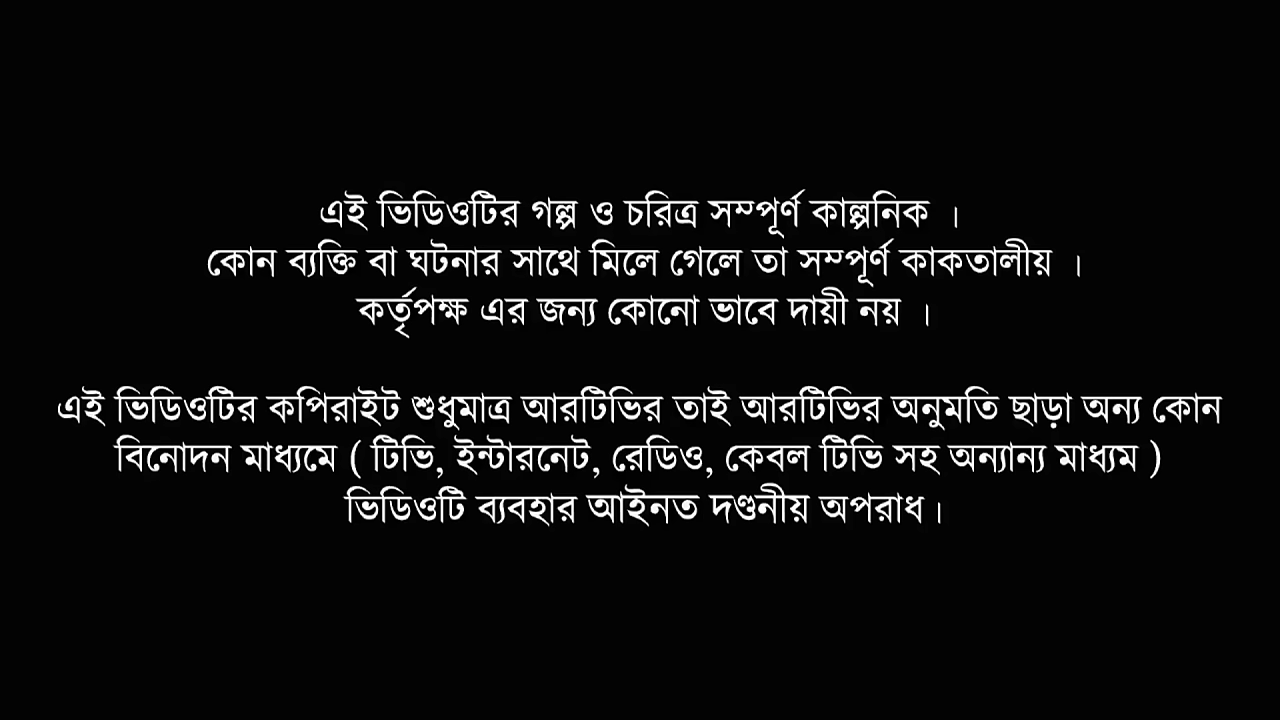 এই ভিডিওটির গল্প ও চরিত্র সম্পূর্ণ কাল্পনিক ।
কোন ব্যক্তি বা ঘটনার সাথে মিলে গেলে তা সম্পূর্ণ কাকতালীয় ।
কর্তৃপক্ষ এর জন্য কোনো ভাবে দায়ী নয় ।
এই ভিডিওটির কপিরাইট শুধুমাত্র আরটিভির তাই আরটিভির অনুমতি ছাড়া অন্য কোন
বিনোদন মাধ্যমে ( টিভি, ইন্টারনেট, রেডিও, কেবল টিভি সহ অন্যান্য মাধ্যম )
ভিডিওটি ব্যবহার আইনত দণ্ডনীয় অপরাধ।